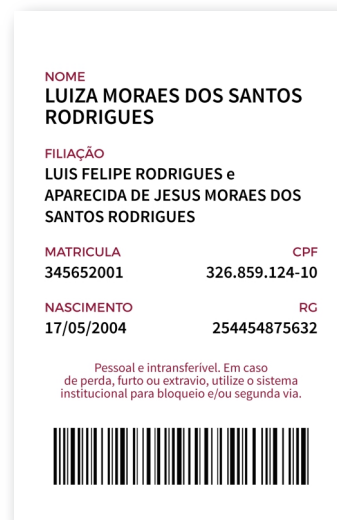 NOME
LUIZA MORAES DOS SANTOS
RODRIGUES
FILIAÇÃO
LUIS FELIPE RODRIGUES e
APARECIDA DE JESUS MORAES DOS
SANTOS RODRIGUES
MATRICULA CPF
345652001 326.859.124-10
NASCIMENTO RG
17/05/2004 254454875632
Pessoal e intransferível. Em caso
de perda, furto ou extravio, utilize o sistema
institucional para bloqueio e/ou segunda via.